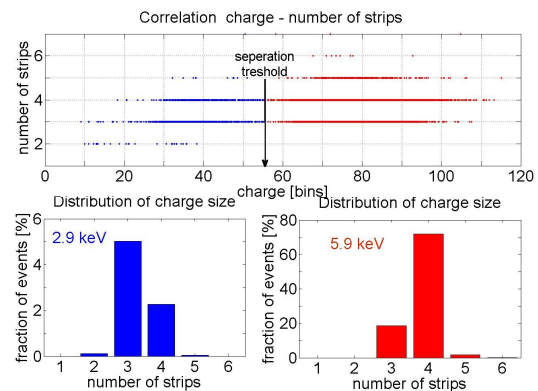 Correlation charge - number of strips
number of strips
6
4
2
seperation
treshold
0 20 40 60 80 100 120
charge [bins]
Distribution of charge size
fraction of events [%]
6
4
2
0
2.9 keV
1 2 3 4 5 6
number of strips
Distribution of charge size
fraction of events [%]
80
60
40
20
0
5.9 keV
1 2 3 4 5 6
number of strips